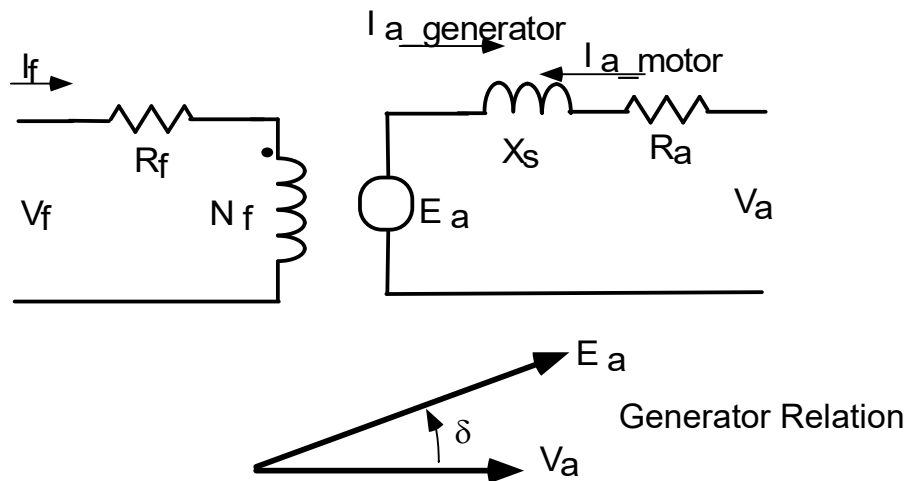 I a_generator
I a_motor
If
Rf
Xs
Ra
Vf
N f
E a
Va
E a
Generator Relation
δ
Va